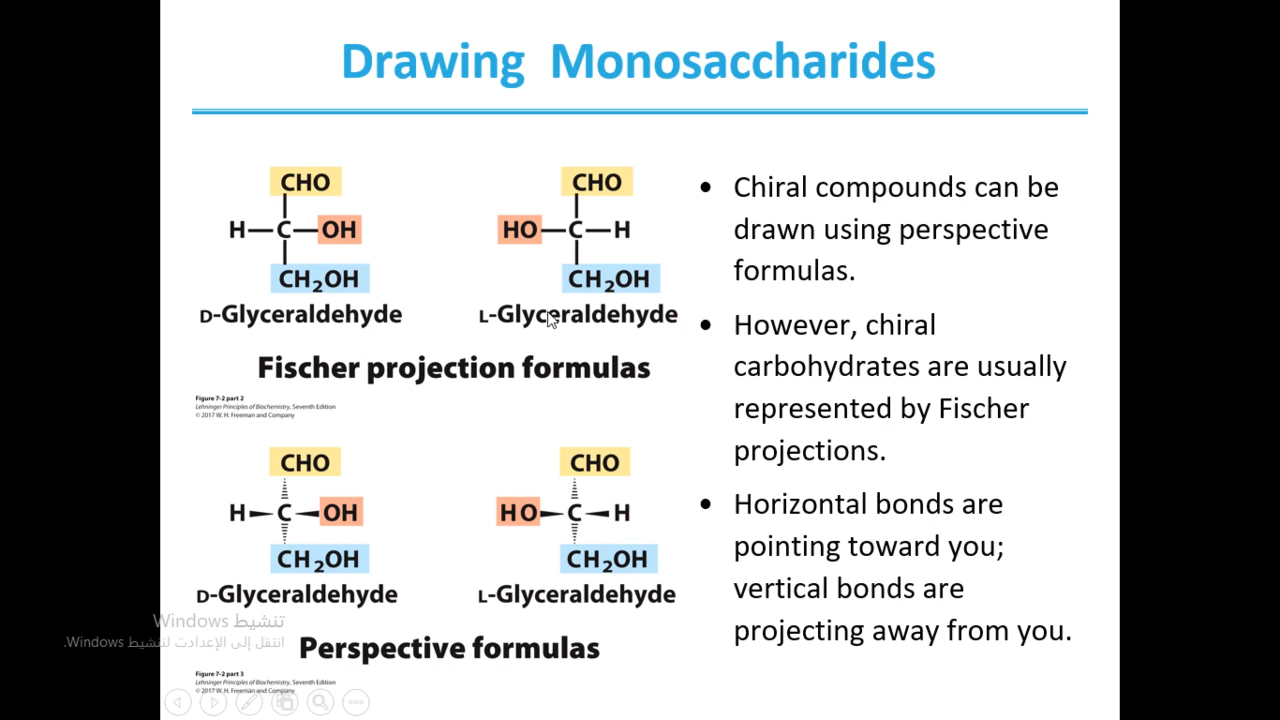 Drawing Monosaccharides
CHO
H—C—OH
CH₂OH
D-Glyceraldehyde
CHO
HO—C—H
CH₂OH
L-Glyceraldehyde
Fischer projection formulas
Figure 7-2 part 2
Lehninger Principles of Biochemistry, Seventh Edition
© 2017 W. H. Freeman and Company
CHO
H C OH
CH₂OH
D-Glyceraldehyde
CHO
HO C H
CH₂OH
L-Glyceraldehyde
Perspective formulas
Figure 7-2 part 3
Lehninger Principles of Biochemistry, Seventh Edition
© 2017 W. H. Freeman and Company
• Chiral compounds can be
drawn using perspective
formulas.
• However, chiral
carbohydrates are usually
represented by Fischer
projections.
• Horizontal bonds are
pointing toward you;
vertical bonds are
projecting away from you.
تنشيط Windows
انتقل إلى الإعدادات لتنشيط Windows.